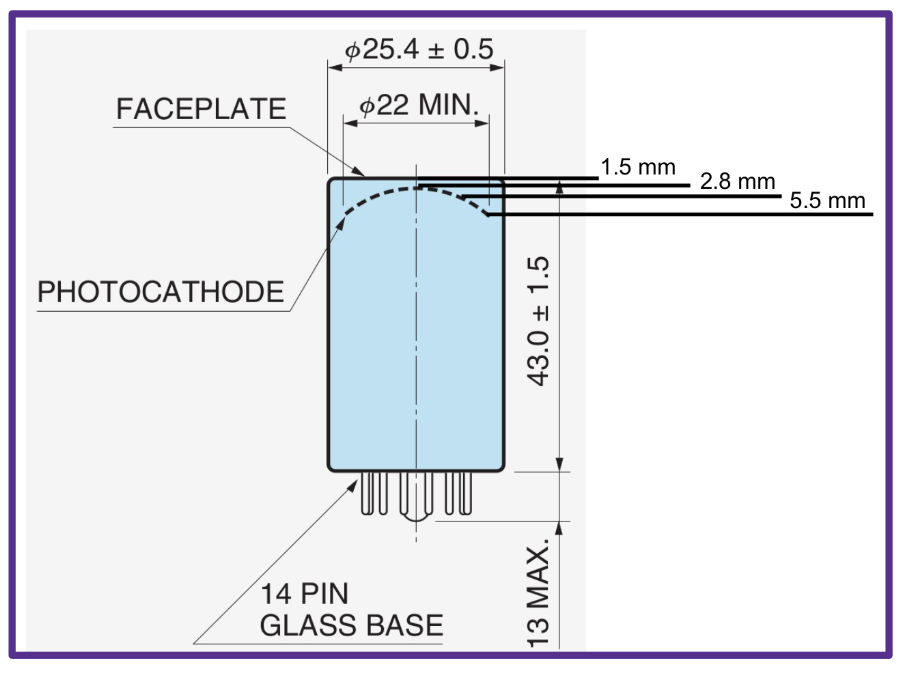 ϕ25.4 ± 0.5
ϕ22 MIN.
FACEPLATE
1.5 mm
2.8 mm
5.5 mm
PHOTOCATHODE
43.0 ± 1.5
14 PIN
GLASS BASE
13 MAX.